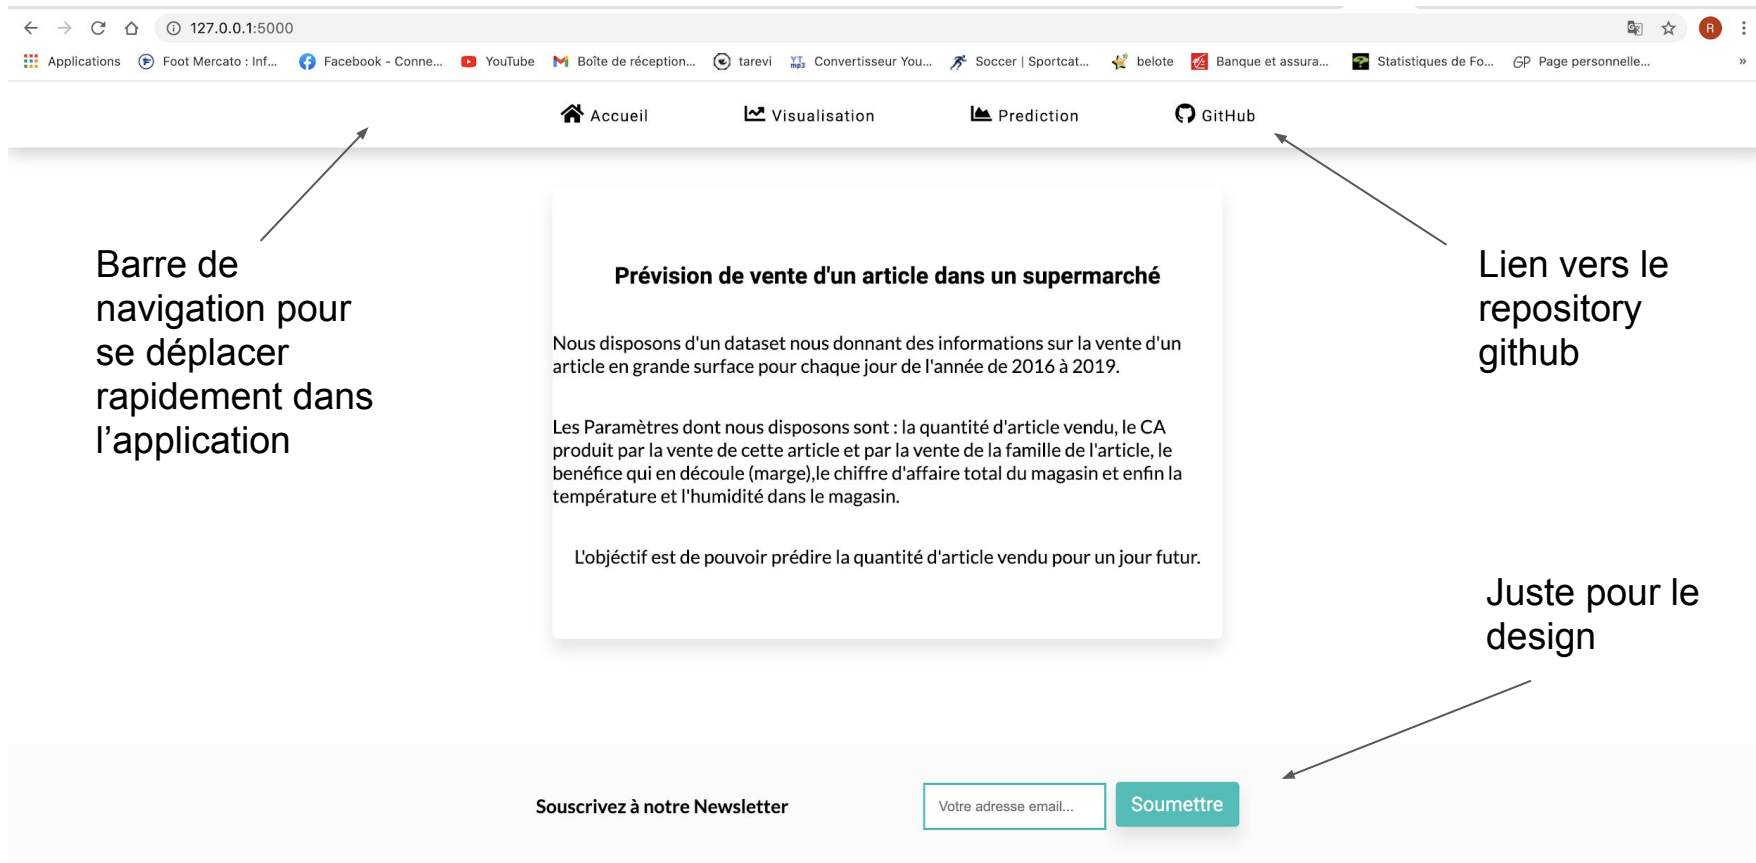 127.0.0.1:5000
R
Applications Foot Mercato : Inf... Facebook - Conne... YouTube Boîte de réception... tarevi Convertisseur You... Soccer | Sportcat... belote Banque et assura... Statistiques de Fo... GP Page personnelle... »
Accueil Visualisation Prediction GitHub
Barre de
navigation pour
se déplacer
rapidement dans
l’application
Prévision de vente d'un article dans un supermarché
Nous disposons d'un dataset nous donnant des informations sur la vente d'un
article en grande surface pour chaque jour de l'année de 2016 à 2019.
Les Paramètres dont nous disposons sont : la quantité d'article vendu, le CA
produit par la vente de cette article et par la vente de la famille de l'article, le
benéfice qui en découle (marge),le chiffre d'affaire total du magasin et enfin la
température et l'humidité dans le magasin.
L'objéctif est de pouvoir prédire la quantité d'article vendu pour un jour futur.
Lien vers le
repository
github
Juste pour le
design
Souscrivez à notre Newsletter
Votre adresse email...
Soumettre